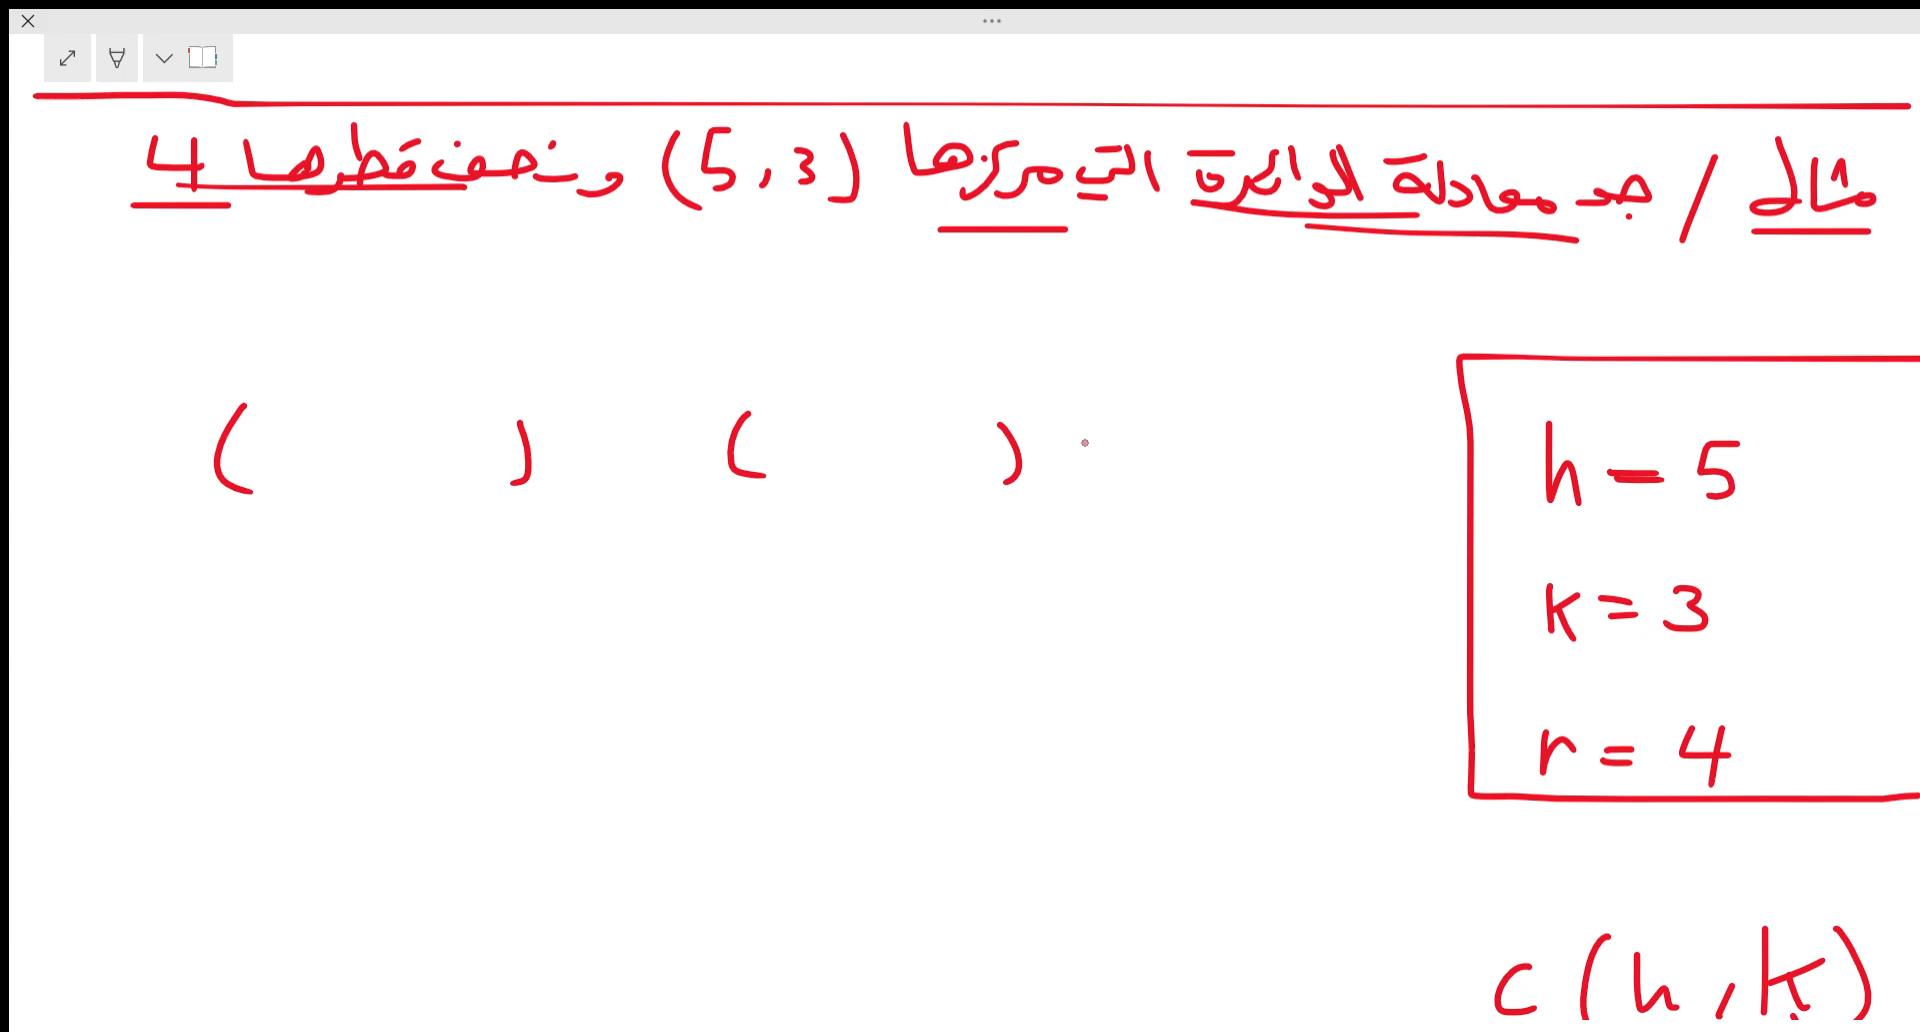 مثال / جد معادلة الدائرة التي مركزها (5,3) ونصف قطرها 4
(      ) (      )
h = 5
k = 3
r = 4
c (h, k)